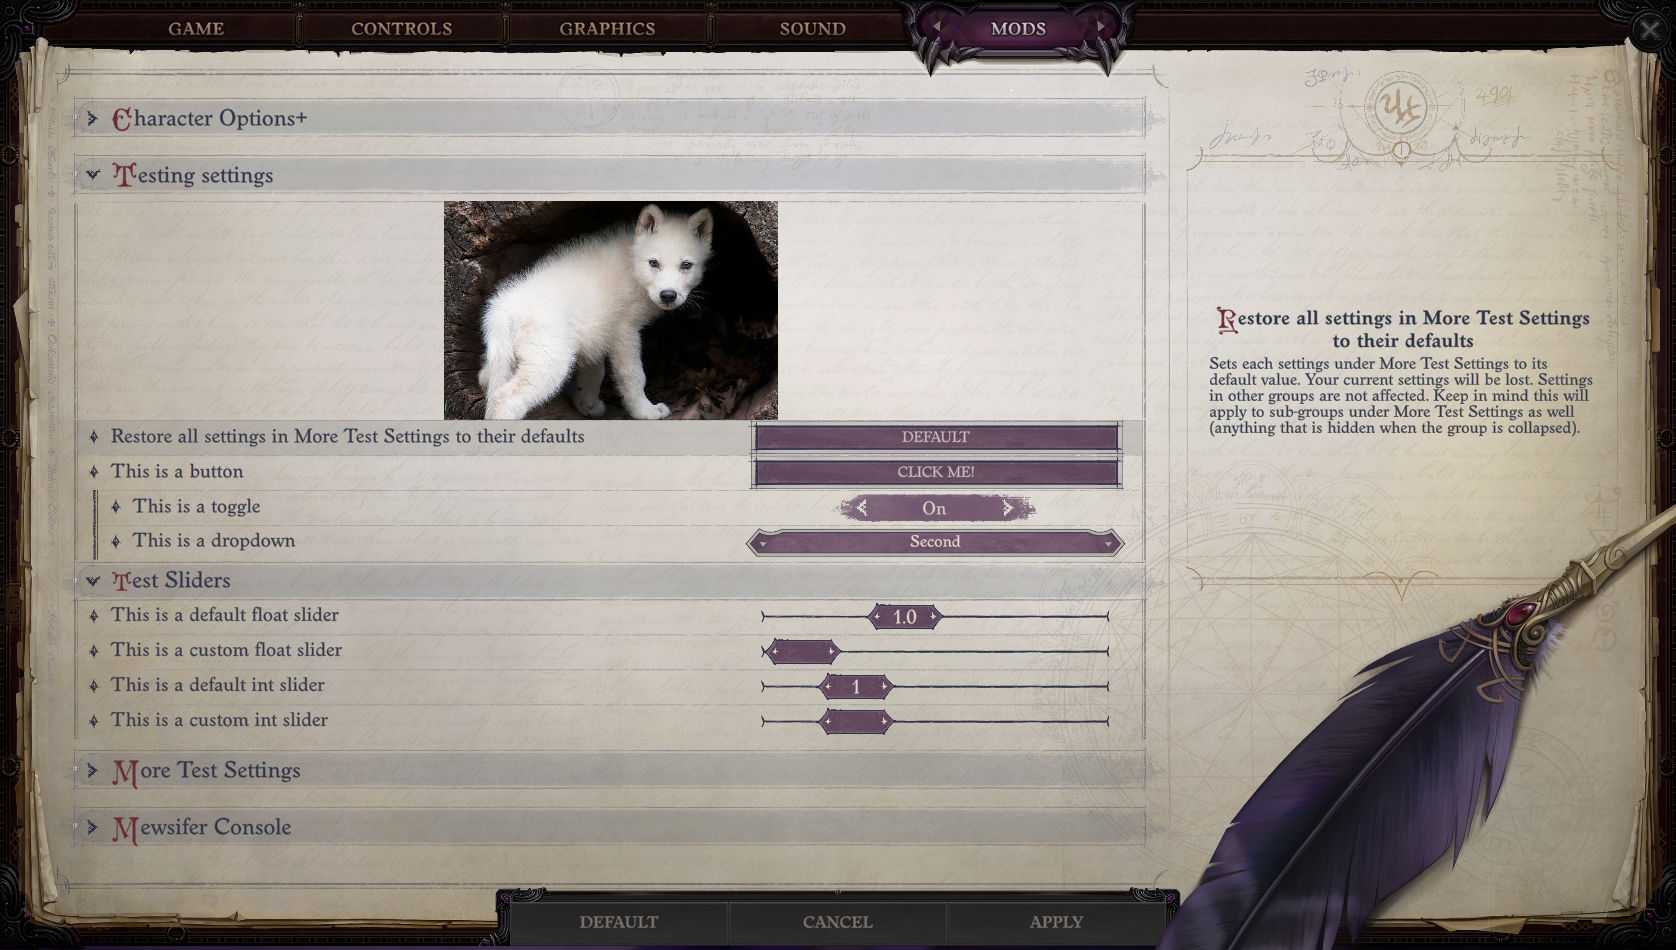 GAME
CONTROLS
GRAPHICS
SOUND
MODS
Character Options+
Testing settings
Restore all settings in More Test Settings to their defaults
DEFAULT
This is a button
CLICK ME!
This is a toggle
On
This is a dropdown
Second
Test Sliders
This is a default float slider
1.0
This is a custom float slider
This is a default int slider
1
This is a custom int slider
More Test Settings
Mewsifer Console
Restore all settings in More Test Settings
to their defaults
Sets each settings under More Test Settings to its
default value. Your current settings will be lost. Settings
in other groups are not affected. Keep in mind this will
apply to sub-groups under More Test Settings as well
(anything that is hidden when the group is collapsed).
DEFAULT
CANCEL
APPLY